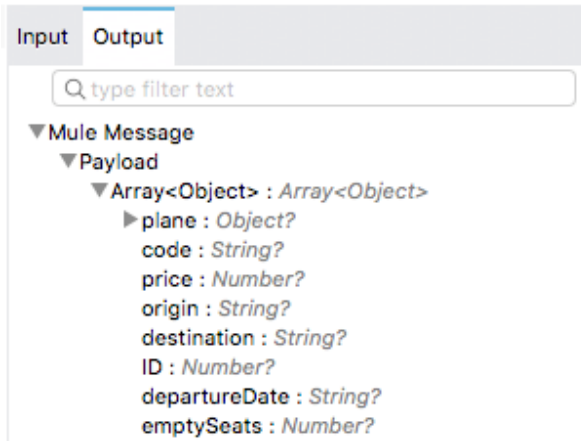 Input Output
type filter text
Mule Message
Payload
Array<Object> : Array<Object>
plane : Object?
code : String?
price : Number?
origin : String?
destination : String?
ID : Number?
departureDate : String?
emptySeats : Number?